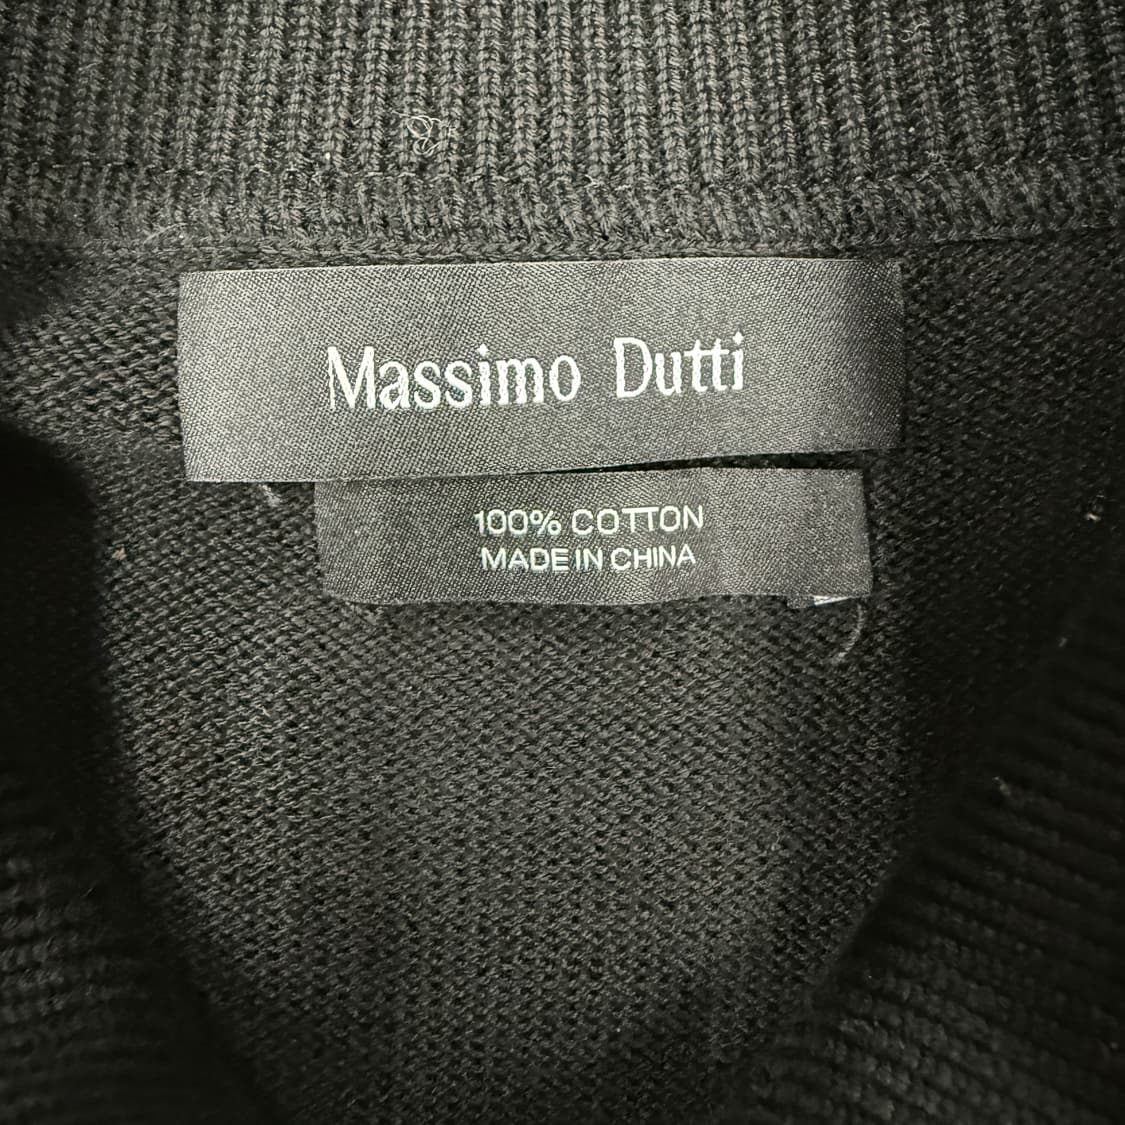 Massimo Dutti
100% COTTON
MADE IN CHINA